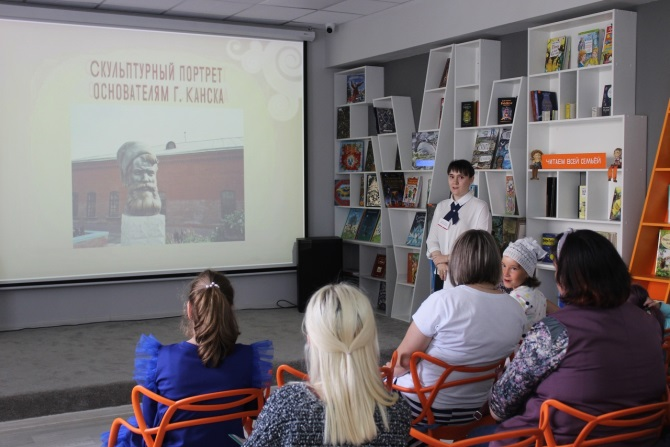 СКУЛЬПТУРНЫЙ ПОРТРЕТ
ОСНОВАТЕЛЯМ Г. КАНСКА
ЧИТАЕМ ВСЕЙ СЕМЬЕЙ